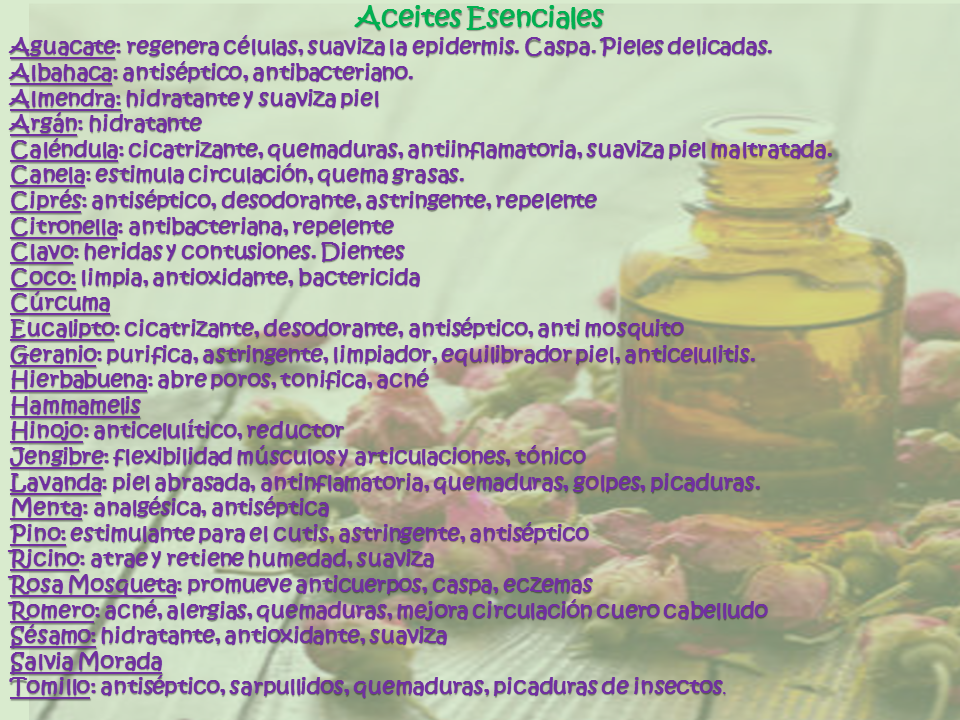 Aceites Esenciales
Aguacate: regenera células, suaviza la epidermis. Caspa. Pieles delicadas.
Albahaca: antiséptico, antibacteriano.
Almendra: hidratante y suaviza piel
Argán: hidratante
Caléndula: cicatrizante, quemaduras, antiinflamatoria, suaviza piel maltratada.
Canela: estimula circulación, quema grasas.
Ciprés: antiséptico, desodorante, astringente, repelente
Citronella: antibacteriana, repelente
Clavo: heridas y contusiones. Dientes
Coco: limpia, antioxidante, bactericida
Cúrcuma
Eucalipto: cicatrizante, desodorante, antiséptico, anti mosquito
Geranio: purifica, astringente, limpiador, equilibrador piel, anticelulitis.
Hierbabuena: abre poros, tonifica, acné
Hammamelis
Hinojo: anticelulítico, reductor
Jengibre: flexibilidad músculos y articulaciones, tónico
Lavanda: piel abrasada, antinflamatoria, quemaduras, golpes, picaduras.
Menta: analgésica, antiséptica
Pino: estimulante para el cutis, astringente, antiséptico
Ricino: atrae y retiene humedad, suaviza
Rosa Mosqueta: promueve anticuerpos, caspa, eczemas
Romero: acné, alergias, quemaduras, mejora circulación cuero cabelludo
Sésamo: hidratante, antioxidante, suaviza
Salvia Morada
Tomillo: antiséptico, sarpullidos, quemaduras, picaduras de insectos.